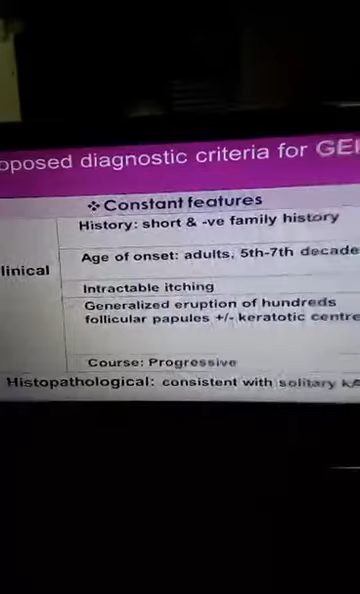 oposed diagnostic criteria for GE
❖ Constant features
History: short & -ve family history
Age of onset: adults, 5th-7th decade
linical
Intractable itching
Generalized eruption of hundreds
follicular papules +/- keratotic centre
Course: Progressive
Histopathological: consistent with solitary